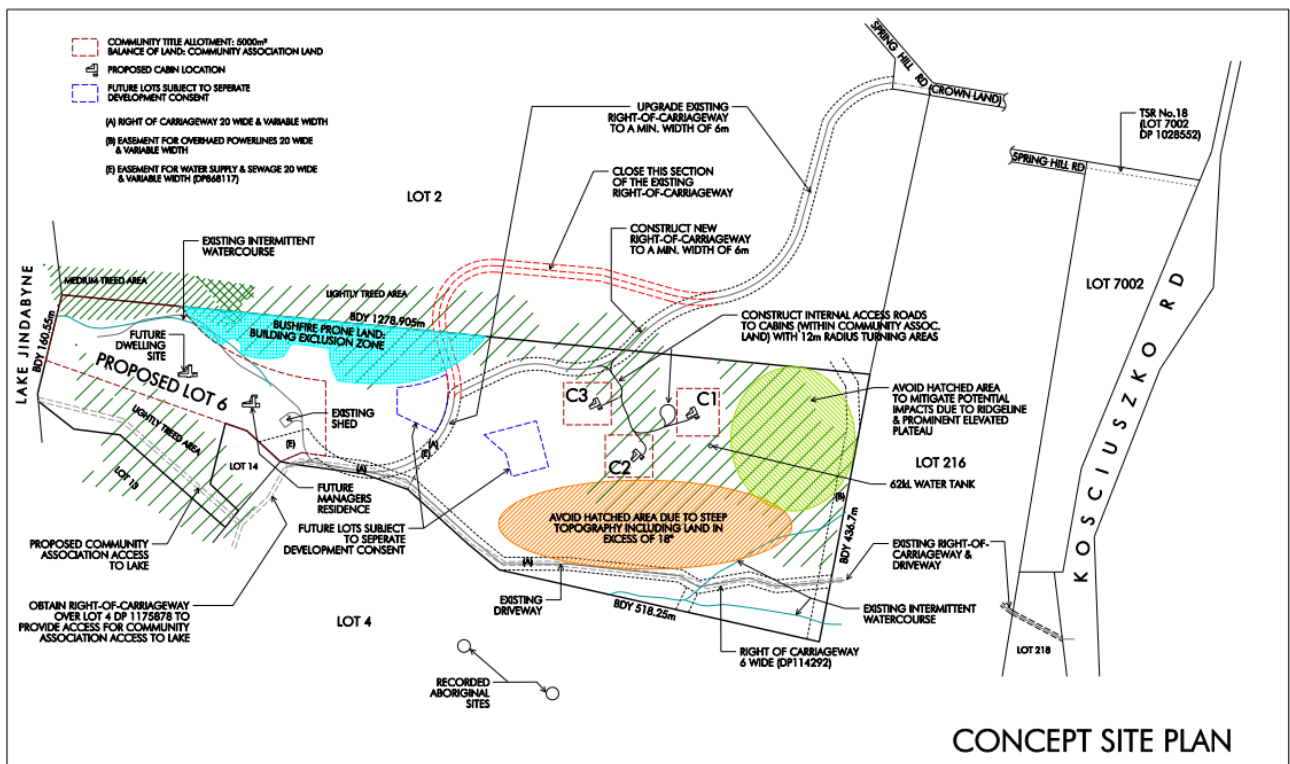 COMMUNITY TITLE ALLOTMENT: 5000m²
BALANCE OF LAND: COMMUNITY ASSOCIATION LAND
PROPOSED CABIN LOCATION
FUTURE LOTS SUBJECT TO SEPERATE
DEVELOPMENT CONSENT
(A) RIGHT OF CARRIAGEWAY 20 WIDE & VARIABLE WIDTH
(B) EASEMENT FOR OVERHAED POWERLINES 20 WIDE
& VARIABLE WIDTH
(E) EASEMENT FOR WATER SUPPLY & SEWAGE 20 WIDE
& VARIABLE WIDTH (DP868117)
SPRING HILL RD
(CROWN LAND)
UPGRADE EXISTING
RIGHT-OF-CARRIAGEWAY
TO A MIN. WIDTH OF 6m
TSR No.18
(LOT 7002
DP 1028552)
SPRING HILL RD
CLOSE THIS SECTION
OF THE EXISTING
RIGHT-OF-CARRIAGEWAY
LOT 2
CONSTRUCT NEW
RIGHT-OF-CARRIAGEWAY
TO A MIN. WIDTH OF 6m
EXISTING INTERMITTENT
WATERCOURSE
LAKE JINDABYNE
MEDIUM TREED AREA
LIGHTLY TREED AREA
LOT 7002
BDY 1278.905m
BDY 160.55m
BUSHFIRE PRONE LAND:
BUILDING EXCLUSION ZONE
CONSTRUCT INTERNAL ACCESS ROADS
TO CABINS (WITHIN COMMUNITY ASSOC.
LAND) WITH 12m RADIUS TURNING AREAS
FUTURE
DWELLING
SITE
PROPOSED LOT 6
KOSCIUSZKO RD
C3
C1
AVOID HATCHED AREA
TO MITIGATE POTENTIAL
IMPACTS DUE TO RIDGELINE
& PROMINENT ELEVATED
PLATEAU
EXISTING
SHED
LIGHTLY TREED AREA
(E)
(A)
(E)
(A)
C2
LOT 216
LOT 14
LOT 13
62kL WATER TANK
(B)
FUTURE
MANAGERS
RESIDENCE
FUTURE LOTS SUBJECT
TO SEPERATE
DEVELOPMENT CONSENT
AVOID HATCHED AREA DUE TO STEEP
TOPOGRAPHY INCLUDING LAND IN
EXCESS OF 18°
BDY 436.7m
PROPOSED COMMUNITY
ASSOCIATION ACCESS
TO LAKE
EXISTING RIGHT-OF-
CARRIAGEWAY &
DRIVEWAY
(A)
EXISTING
DRIVEWAY
BDY 518.25m
EXISTING INTERMITTENT
WATERCOURSE
OBTAIN RIGHT-OF-CARRIAGEWAY
OVER LOT 4 DP 1175878 TO
PROVIDE ACCESS FOR COMMUNITY
ASSOCIATION ACCESS TO LAKE
LOT 4
RIGHT OF CARRIAGEWAY
6 WIDE (DP114292)
LOT 218
RECORDED
ABORIGINAL
SITES
CONCEPT SITE PLAN